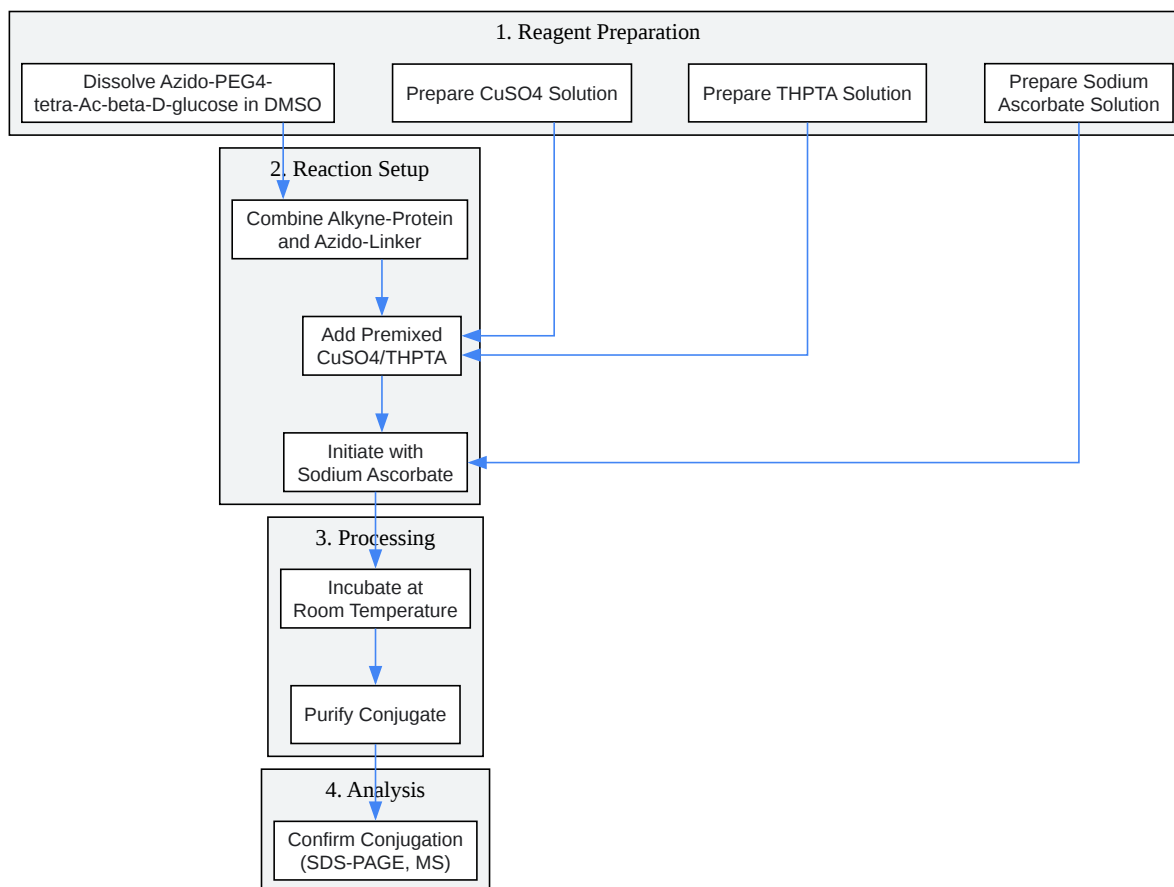 1. Reagent Preparation
Dissolve Azido-PEG4-
tetra-Ac-beta-D-glucose in DMSO
Prepare CuSO4 Solution
Prepare THPTA Solution
Prepare Sodium
Ascorbate Solution
2. Reaction Setup
Combine Alkyne-Protein
and Azido-Linker
Add Premixed
CuSO4/THPTA
Initiate with
Sodium Ascorbate
3. Processing
Incubate at
Room Temperature
Purify Conjugate
4. Analysis
Confirm Conjugation
(SDS-PAGE, MS)